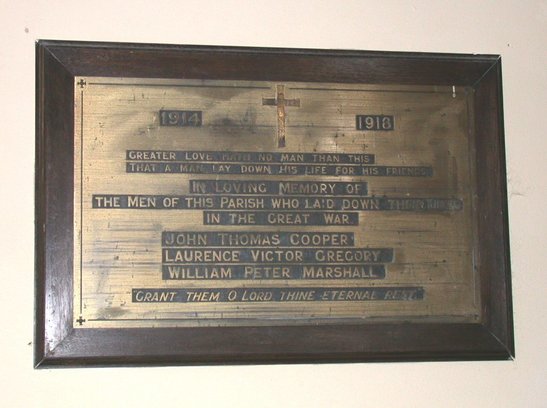 1914 1918
GREATER LOVE HATH NO MAN THAN THIS
THAT A MAN LAY DOWN HIS LIFE FOR HIS FRIENDS
IN LOVING MEMORY OF
THE MEN OF THIS PARISH WHO LAID DOWN THEIR LIVES
IN THE GREAT WAR
JOHN THOMAS COOPER
LAURENCE VICTOR GREGORY
WILLIAM PETER MARSHALL
GRANT THEM O LORD THINE ETERNAL REST